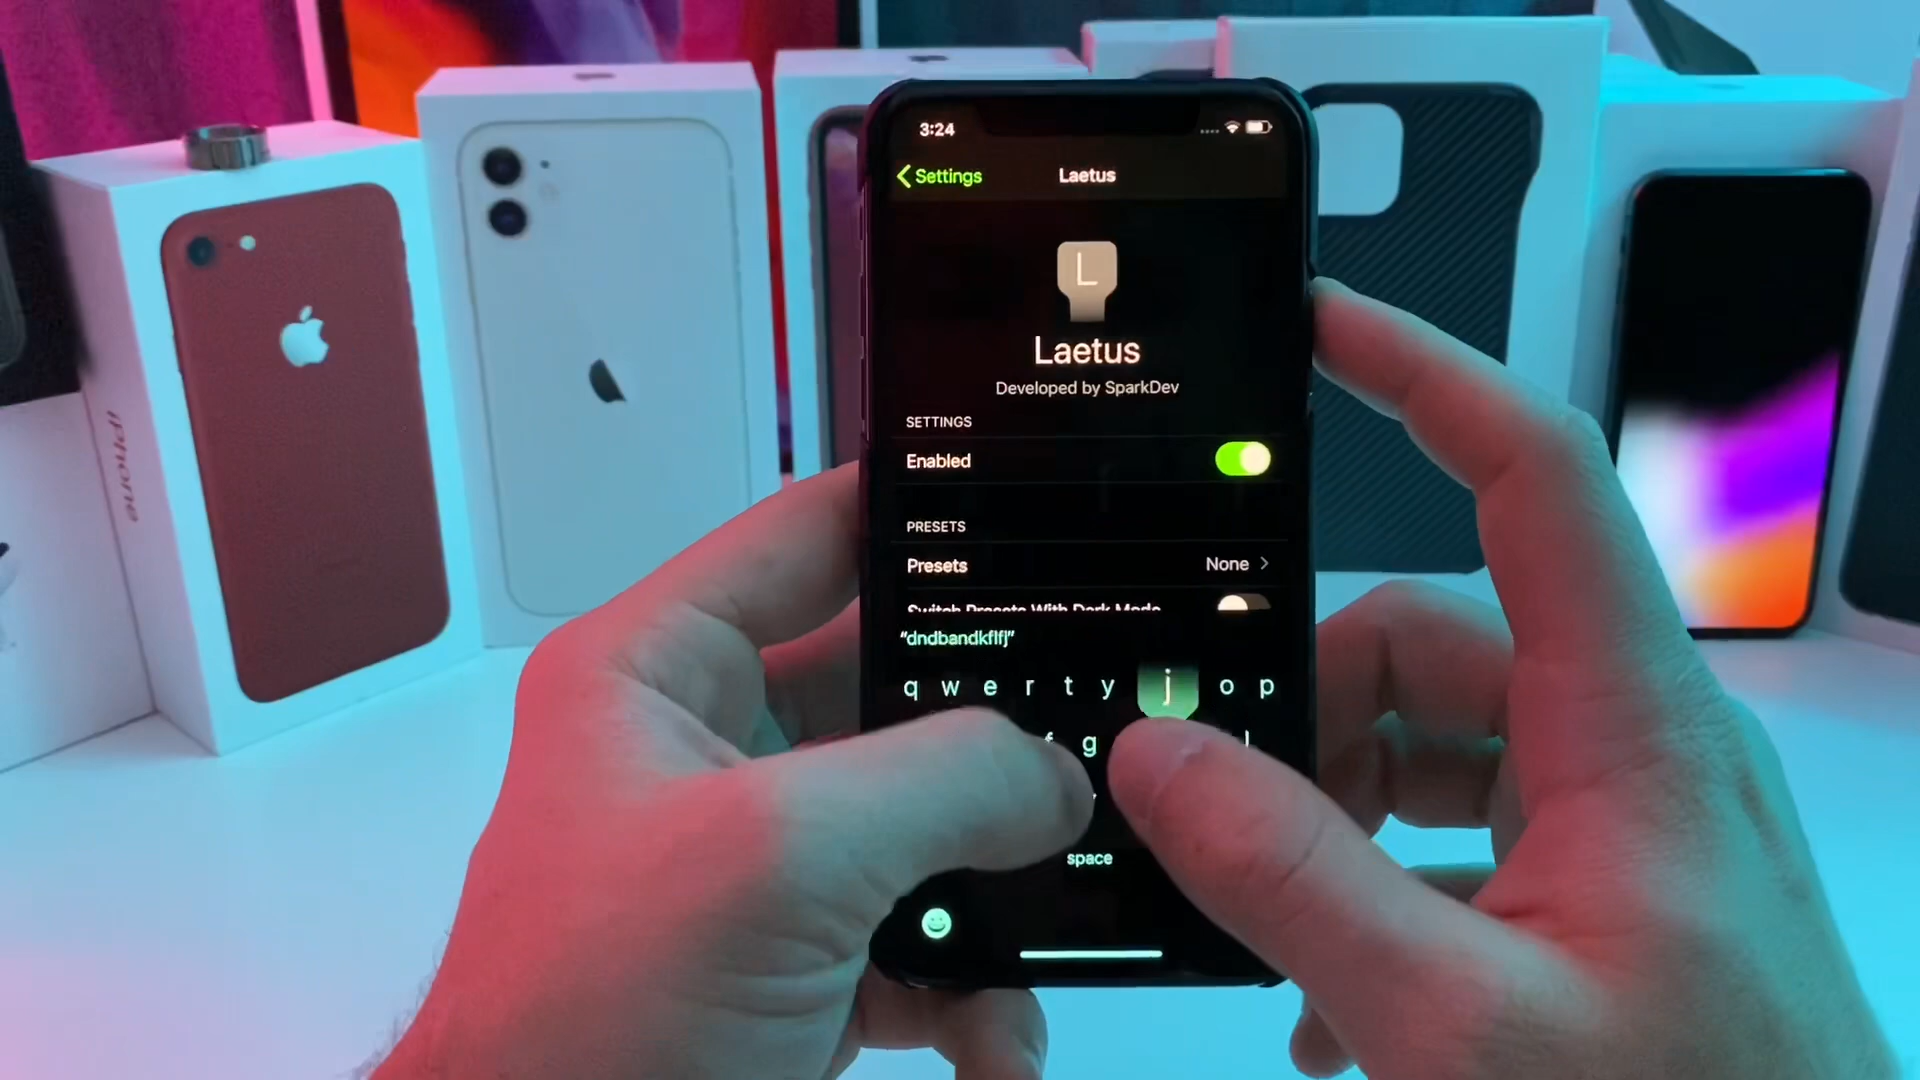 3:24
Settings
Laetus
L
Laetus
Developed by SparkDev
SETTINGS
Enabled
PRESETS
Presets
None
Switch Presets With Dark Mode
“dndbandkflfj”
q w e r t y j o p
f g l
space
iPhone